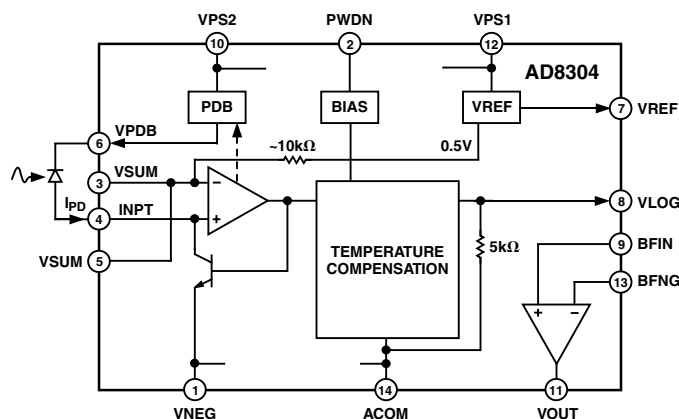 VPS2 PWDN VPS1
10 2 12
AD8304
PDB BIAS VREF 7 VREF
6 VPDB
~10kΩ 0.5V
3 VSUM −
IPD 4 INPT + 8 VLOG
5kΩ 9 BFIN
VSUM 5
TEMPERATURE
COMPENSATION
13 BFNG
+ −
1 14 11
VNEG ACOM VOUT